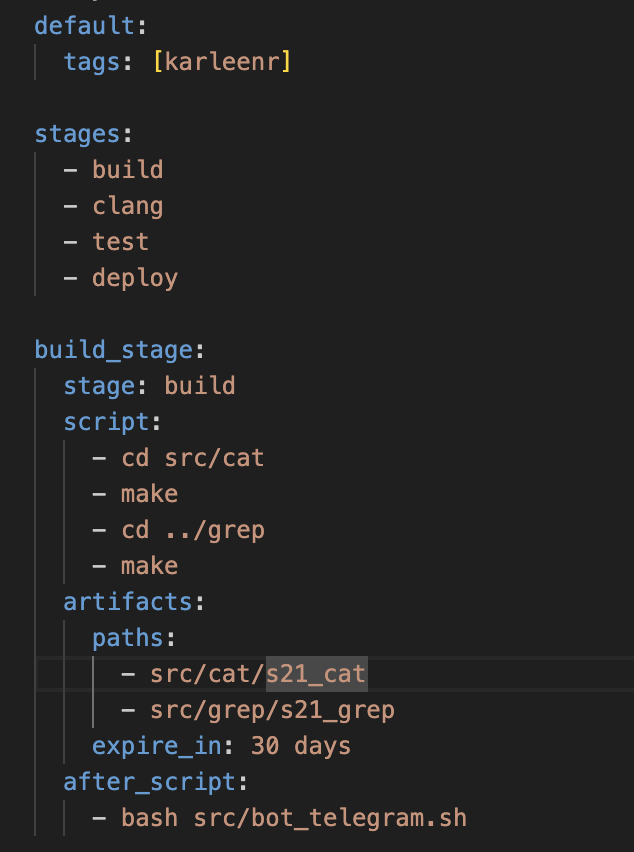 default:
  tags: [karleenr]

stages:
  - build
  - clang
  - test
  - deploy

build_stage:
  stage: build
  script:
    - cd src/cat
    - make
    - cd ../grep
    - make
  artifacts:
    paths:
      - src/cat/s21_cat
      - src/grep/s21_grep
    expire_in: 30 days
  after_script:
    - bash src/bot_telegram.sh